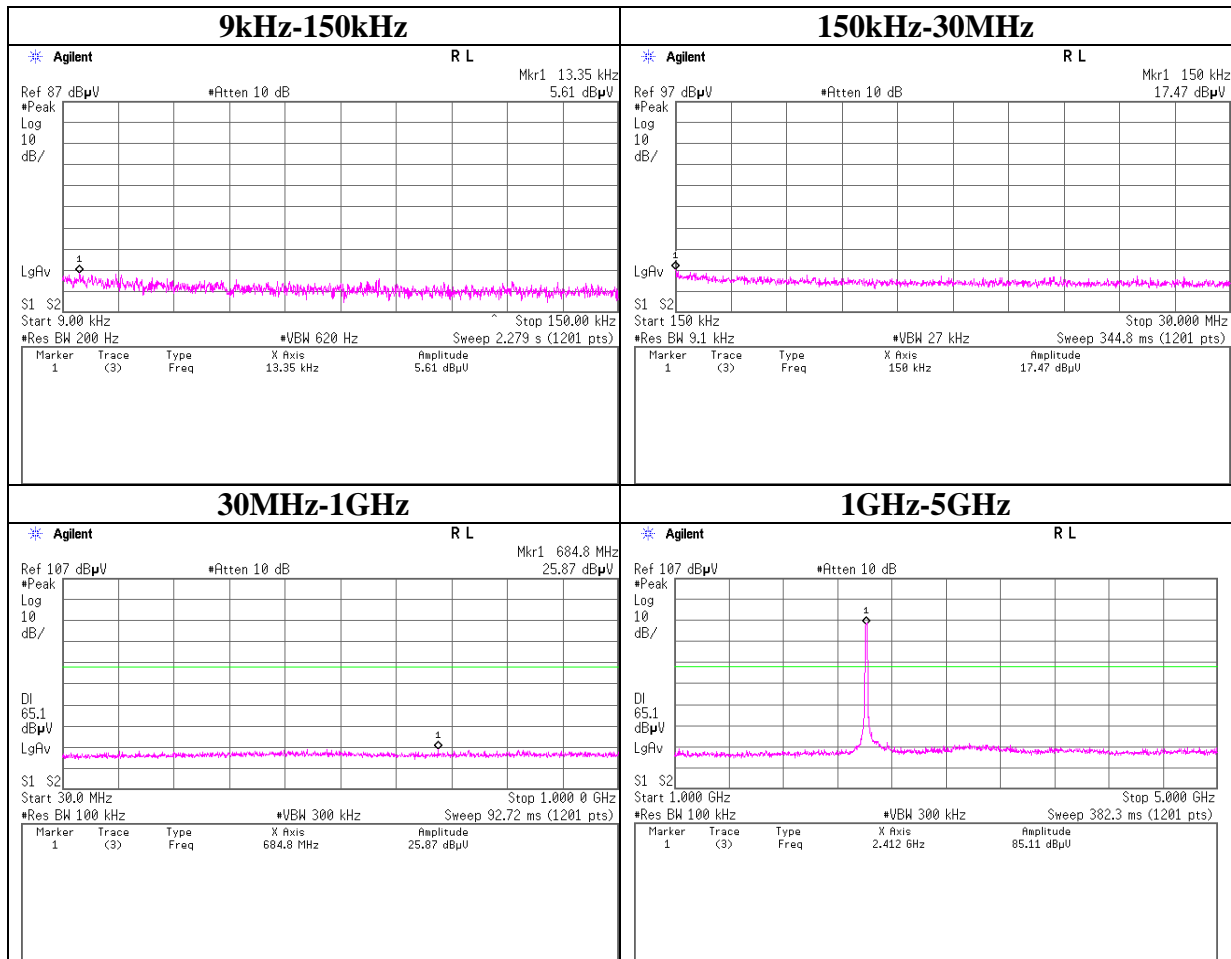 9kHz-150kHz
Agilent R L
Mkr1 13.35 kHz
Ref 87 dBµV #Atten 10 dB 5.61 dBµV
#Peak
Log
10
dB/
1
LgAv
S1 S2
Start 9.00 kHz ^ Stop 150.00 kHz
#Res BW 200 Hz #VBW 620 Hz Sweep 2.279 s (1201 pts)
Marker Trace Type X Axis Amplitude
1 (3) Freq 13.35 kHz 5.61 dBµV
150kHz-30MHz
Agilent R L
Mkr1 150 kHz
Ref 97 dBµV #Atten 10 dB 17.47 dBµV
#Peak
Log
10
dB/
1
LgAv
S1 S2
Start 150 kHz Stop 30.000 MHz
#Res BW 9.1 kHz #VBW 27 kHz Sweep 344.8 ms (1201 pts)
Marker Trace Type X Axis Amplitude
1 (3) Freq 150 kHz 17.47 dBµV
30MHz-1GHz
Agilent R L
Mkr1 684.8 MHz
Ref 107 dBµV #Atten 10 dB 25.87 dBµV
#Peak
Log
10
dB/
DI
65.1
dBµV
1
LgAv
S1 S2
Start 30.0 MHz Stop 1.000 0 GHz
#Res BW 100 kHz #VBW 300 kHz Sweep 92.72 ms (1201 pts)
Marker Trace Type X Axis Amplitude
1 (3) Freq 684.8 MHz 25.87 dBµV
1GHz-5GHz
Agilent R L
Ref 107 dBµV #Atten 10 dB
#Peak
Log
10
dB/
1
DI
65.1
dBµV
LgAv
S1 S2
Start 1.000 GHz Stop 5.000 GHz
#Res BW 100 kHz #VBW 300 kHz Sweep 382.3 ms (1201 pts)
Marker Trace Type X Axis Amplitude
1 (3) Freq 2.412 GHz 85.11 dBµV